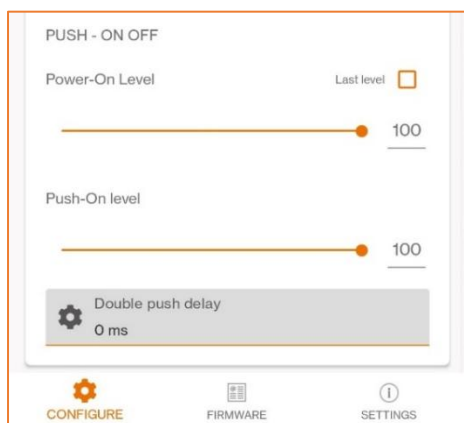 PUSH - ON OFF
Power-On Level Last level
100
Push-On level
100
Double push delay
0 ms
CONFIGURE FIRMWARE SETTINGS